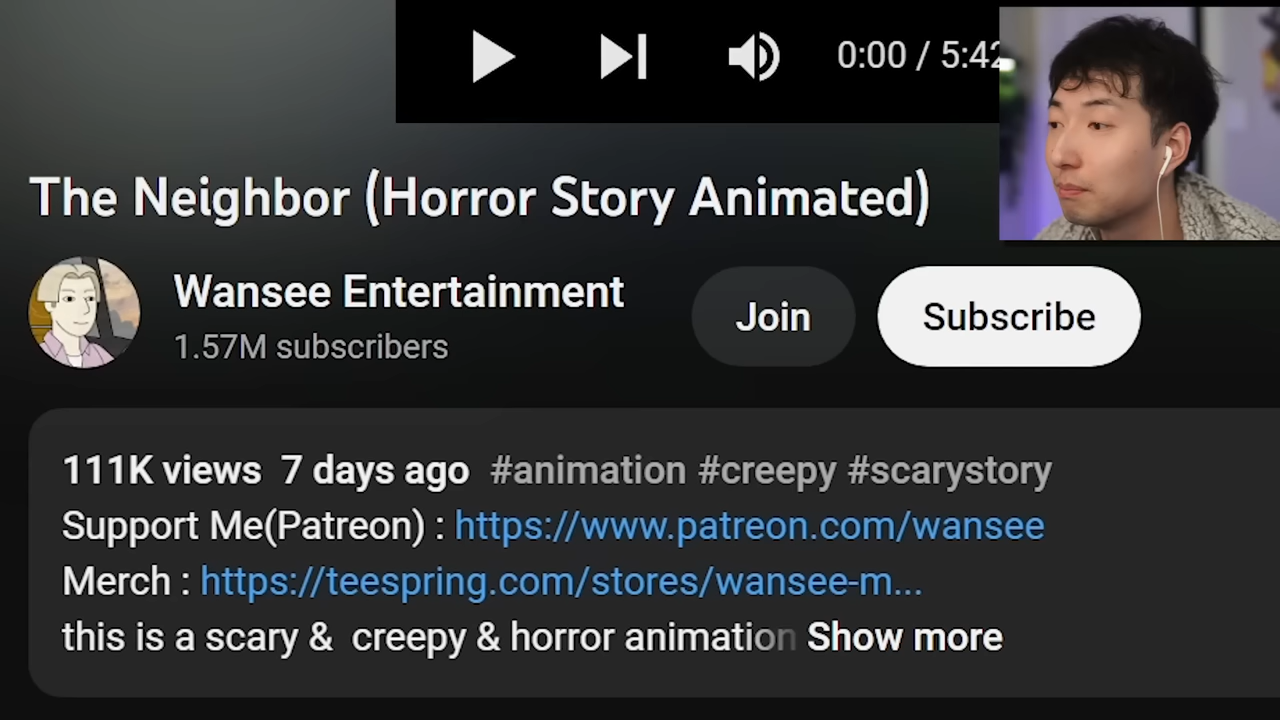 0:00 / 5:42
The Neighbor (Horror Story Animated)
Wansee Entertainment
1.57M subscribers
Join
Subscribe
111K views 7 days ago #animation #creepy #scarystory
Support Me(Patreon) : https://www.patreon.com/wansee
Merch : https://teespring.com/stores/wansee-m...
this is a scary & creepy & horror animation Show more